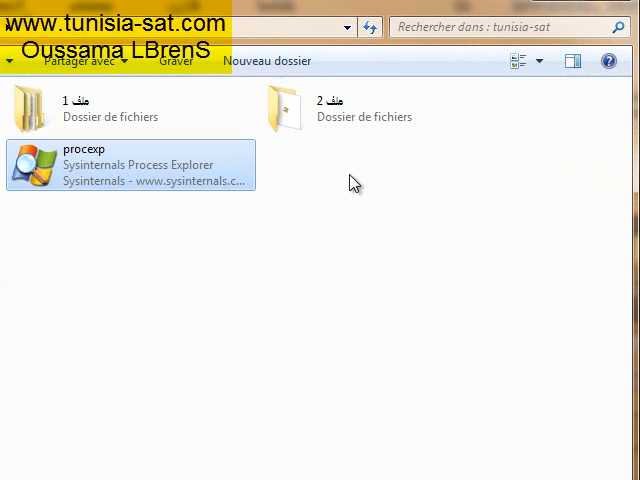 www.tunisia-sat.com
Oussama LBrenS
Rechercher dans : tunisia-sat
Partager avec
Graver
Nouveau dossier
ملف 1
Dossier de fichiers
ملف 2
Dossier de fichiers
procexp
Sysinternals Process Explorer
Sysinternals - www.sysinternals.c...